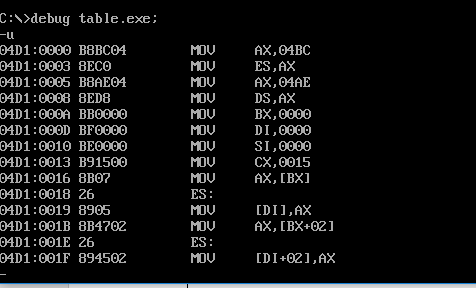 C:\>debug table.exe;
-u
04D1:0000 B8BC04 MOV AX,04BC
04D1:0003 8EC0 MOV ES,AX
04D1:0005 B8AE04 MOV AX,04AE
04D1:0008 8ED8 MOV DS,AX
04D1:000A BB0000 MOV BX,0000
04D1:000D BF0000 MOV DI,0000
04D1:0010 BE0000 MOV SI,0000
04D1:0013 B91500 MOV CX,0015
04D1:0016 8B07 MOV AX,[BX]
04D1:0018 26 ES:
04D1:0019 8905 MOV [DI],AX
04D1:001B 8B4702 MOV AX,[BX+02]
04D1:001E 26 ES:
04D1:001F 894502 MOV [DI+02],AX
-